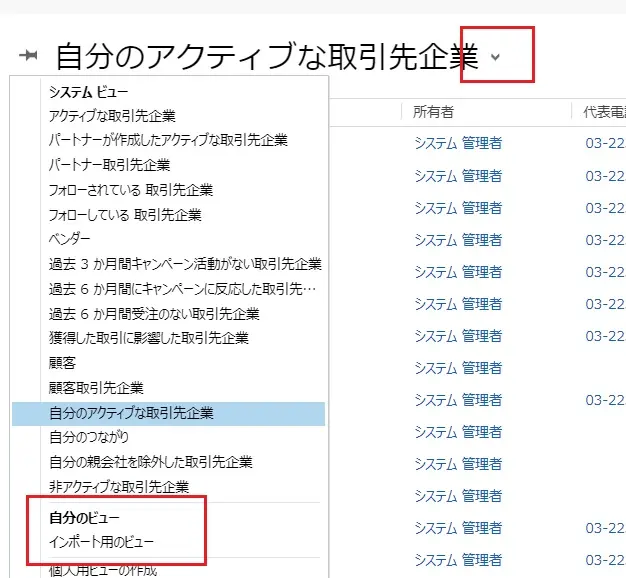 自分のアクティブな取引先企業
システム ビュー
アクティブな取引先企業
パートナーが作成したアクティブな取引先企業
パートナー取引先企業
フォローされている 取引先企業
フォローしている 取引先企業
ベンダー
過去 3 か月間キャンペーン活動がない取引先企業
過去 6 か月間にキャンペーンに反応した取引先…
過去 6 か月間受注のない取引先企業
獲得した取引に影響した取引先企業
顧客
顧客取引先企業
自分のアクティブな取引先企業
自分のつながり
自分の親会社を除外した取引先企業
非アクティブな取引先企業
自分のビュー
インポート用のビュー
個人用ビューの作成
所有者 代表電
システム 管理者 03-22
システム 管理者 03-22
システム 管理者 03-22
システム 管理者 03-22
システム 管理者 03-22
システム 管理者 03-22
システム 管理者 03-22
システム 管理者
システム 管理者 03-22
システム 管理者
システム 管理者
システム 管理者
システム 管理者 03-22
システム 管理者 03-22